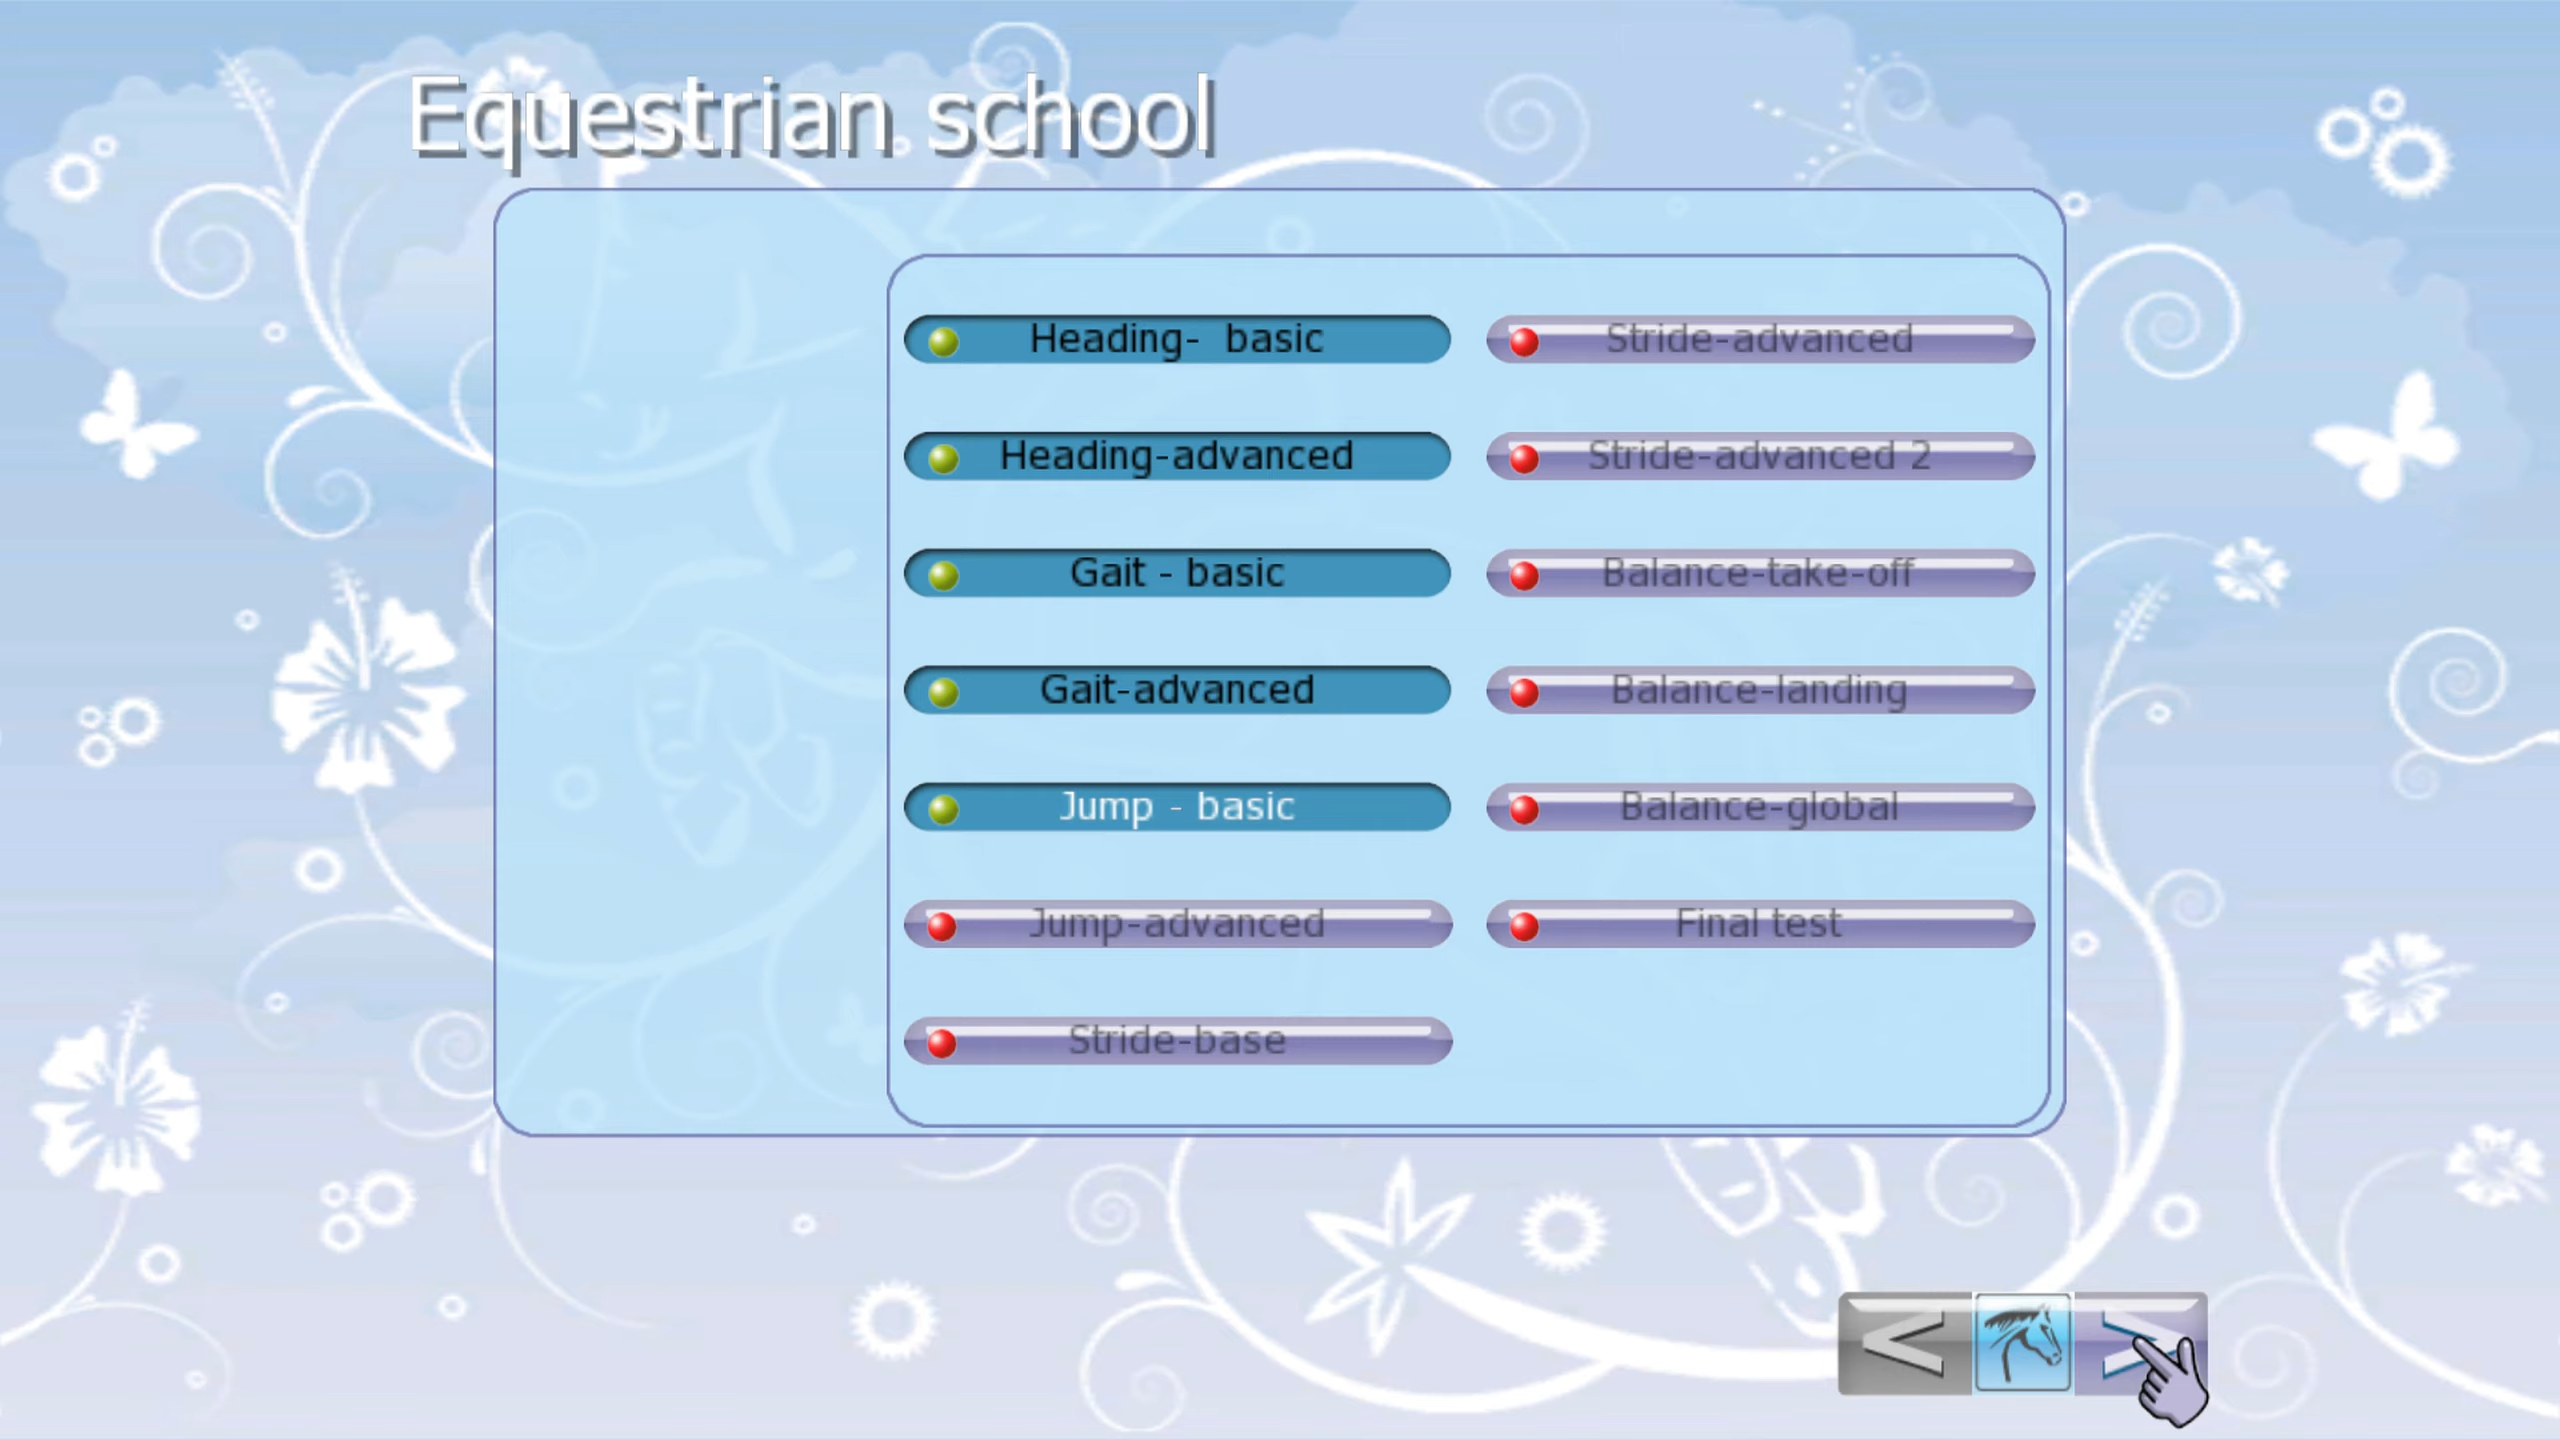 Equestrian school
Heading-  basic
Heading-advanced
Gait - basic
Gait-advanced
Jump - basic
Jump-advanced
Stride-base
Stride-advanced
Stride-advanced 2
Balance-take-off
Balance-landing
Balance-global
Final test